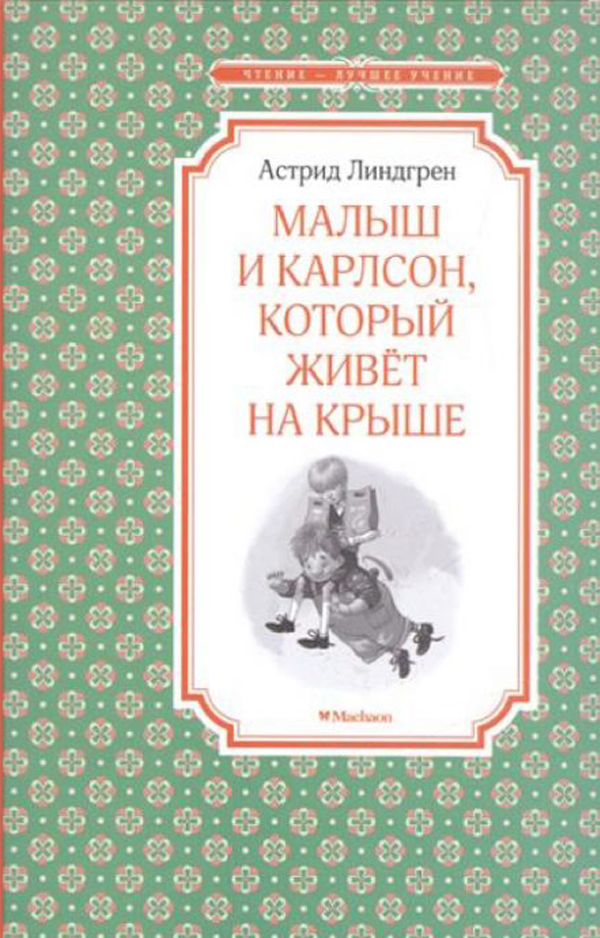 ЧТЕНИЕ — ЛУЧШЕЕ УЧЕНИЕ
Астрид Линдгрен
МАЛЫШ
И КАРЛСОН,
КОТОРЫЙ
ЖИВЁТ
НА КРЫШЕ
Machaon